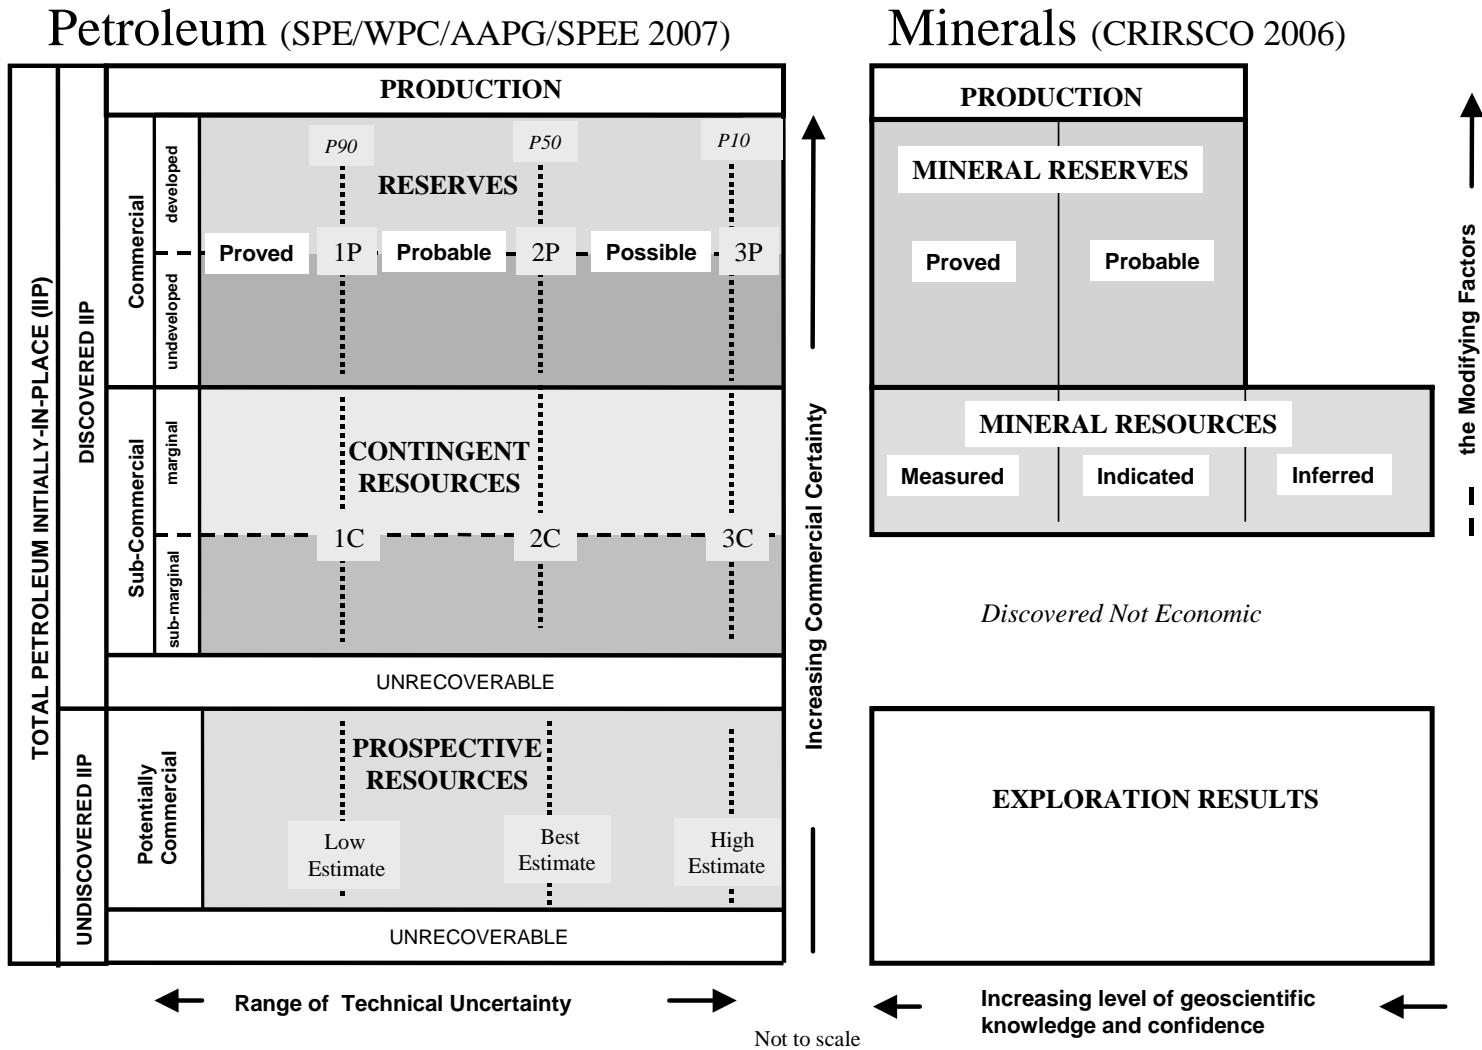 Petroleum (SPE/WPC/AAPG/SPEE 2007)
TOTAL PETROLEUM INITIALLY-IN-PLACE (IIP)
DISCOVERED IIP
UNDISCOVERED IIP
PRODUCTION
Commercial
developed
undeveloped
P90
P50
P10
RESERVES
Proved
1P
Probable
2P
Possible
3P
Sub-Commercial
marginal
sub-marginal
CONTINGENT
RESOURCES
1C
2C
3C
UNRECOVERABLE
Potentially
Commercial
PROSPECTIVE
RESOURCES
Low
Estimate
Best
Estimate
High
Estimate
UNRECOVERABLE
Range of Technical Uncertainty
Increasing Commercial Certainty
Minerals (CRIRSCO 2006)
PRODUCTION
MINERAL RESERVES
Proved
Probable
MINERAL RESOURCES
Measured
Indicated
Inferred
Discovered Not Economic
EXPLORATION RESULTS
the Modifying Factors
Increasing level of geoscientific
knowledge and confidence
Not to scale